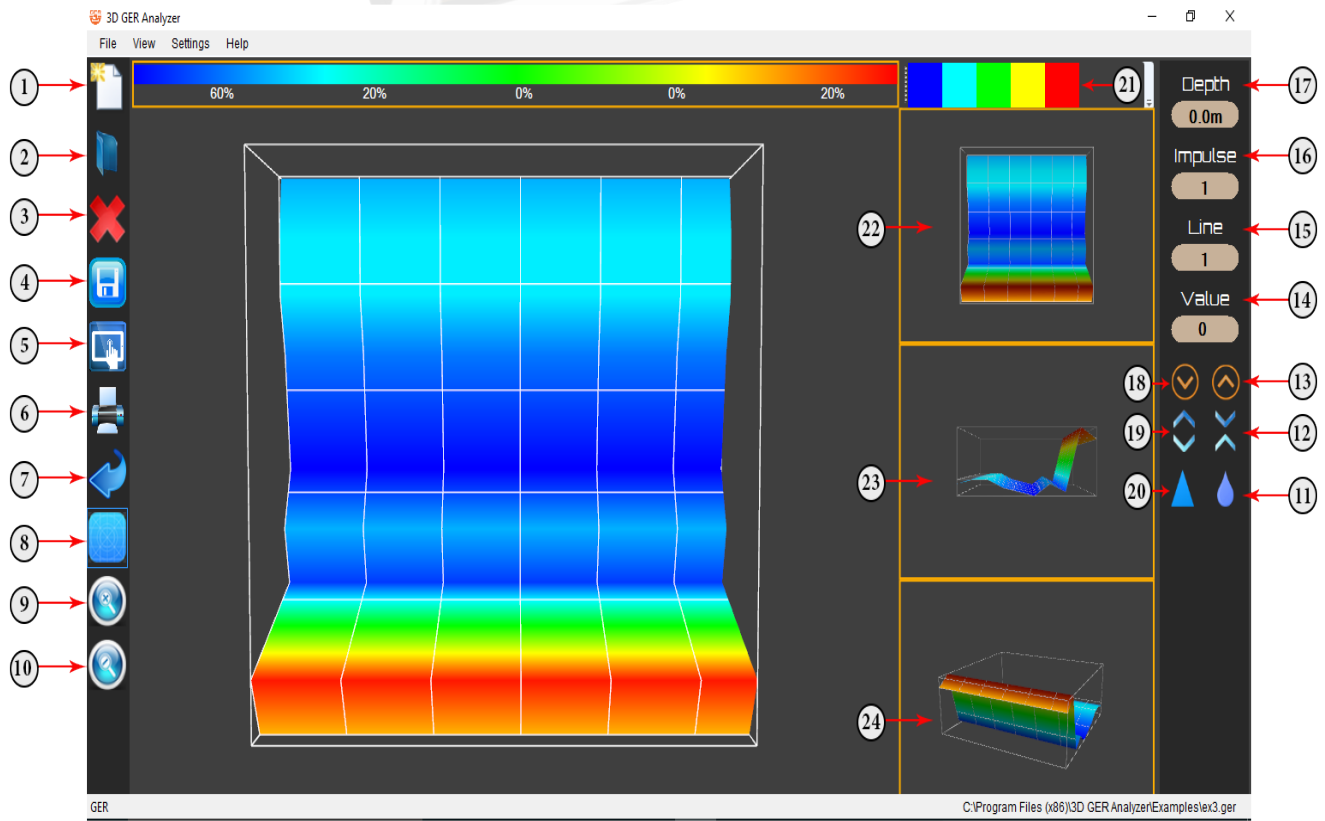 3D GER Analyzer
File View Settings Help
60% 20% 0% 0% 20%
Depth
0.0m
Impulse
1
Line
1
Value
0
1
2
3
4
5
6
7
8
9
10
21
22
23
24
17
16
15
14
18
13
19
12
20
11
GER
C:\Program Files (x86)\3D GER Analyzer\Examples\ex3.ger